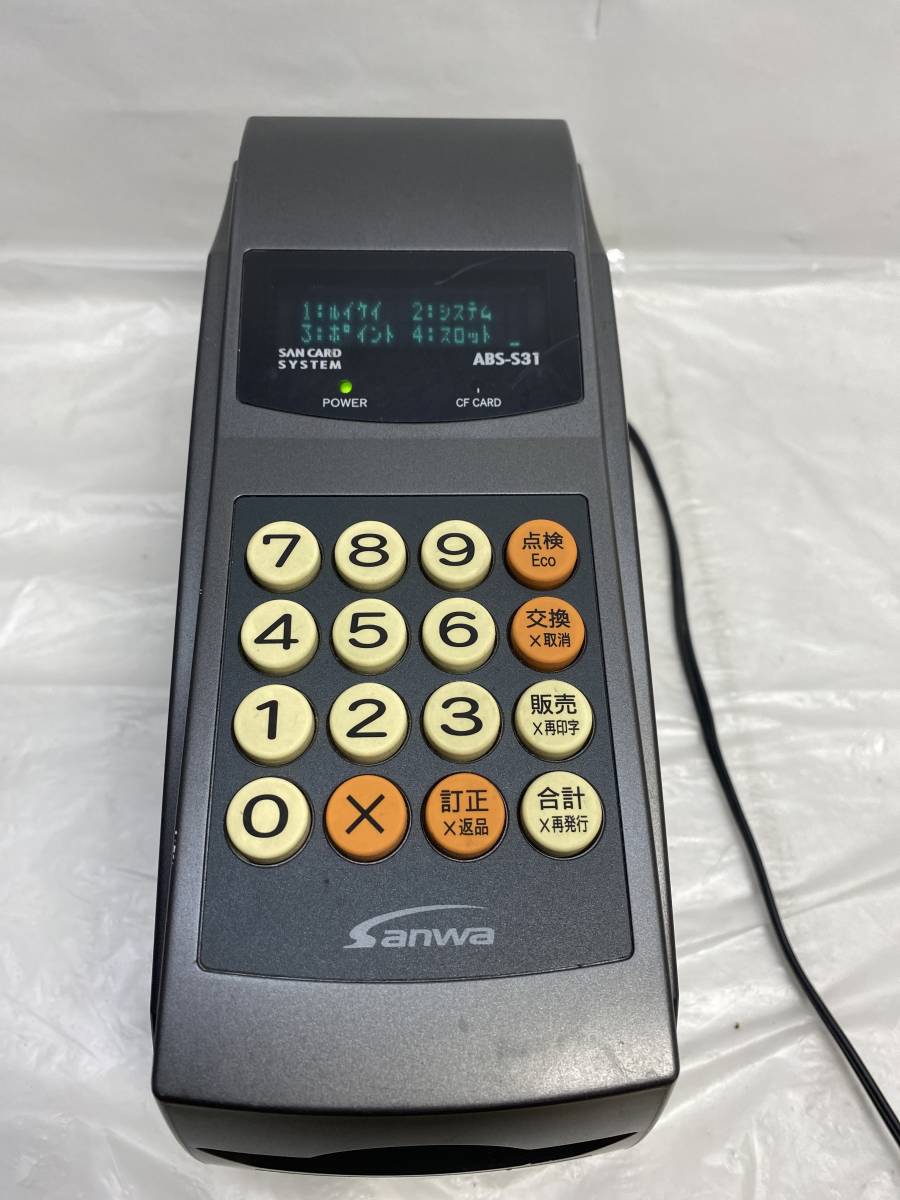 1:ルイケイ 2:システム
3:ポイント 4:スロット _
SAN CARD
SYSTEM
ABS-S31
POWER
CF CARD
7 8 9 点検
Eco
4 5 6 交換
×取消
1 2 3 販売
×再印字
0 × 訂正 合計
×返品 ×再発行
Sanwa